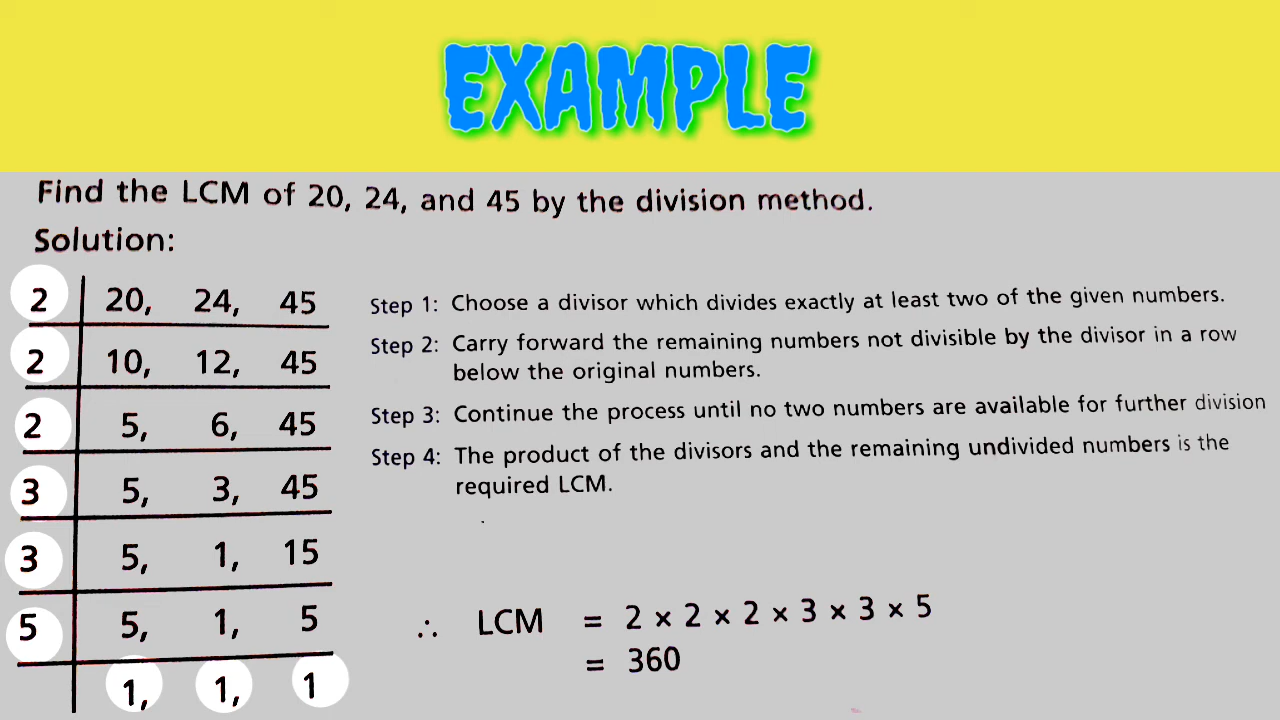 EXAMPLE
Find the LCM of 20, 24, and 45 by the division method.
Solution:
2 20, 24, 45
2 10, 12, 45
2 5, 6, 45
3 5, 3, 45
3 5, 1, 15
5 5, 1, 5
1, 1, 1
Step 1: Choose a divisor which divides exactly at least two of the given numbers.
Step 2: Carry forward the remaining numbers not divisible by the divisor in a row
below the original numbers.
Step 3: Continue the process until no two numbers are available for further division
Step 4: The product of the divisors and the remaining undivided numbers is the
required LCM.
∴ LCM = 2 × 2 × 2 × 3 × 3 × 5
= 360